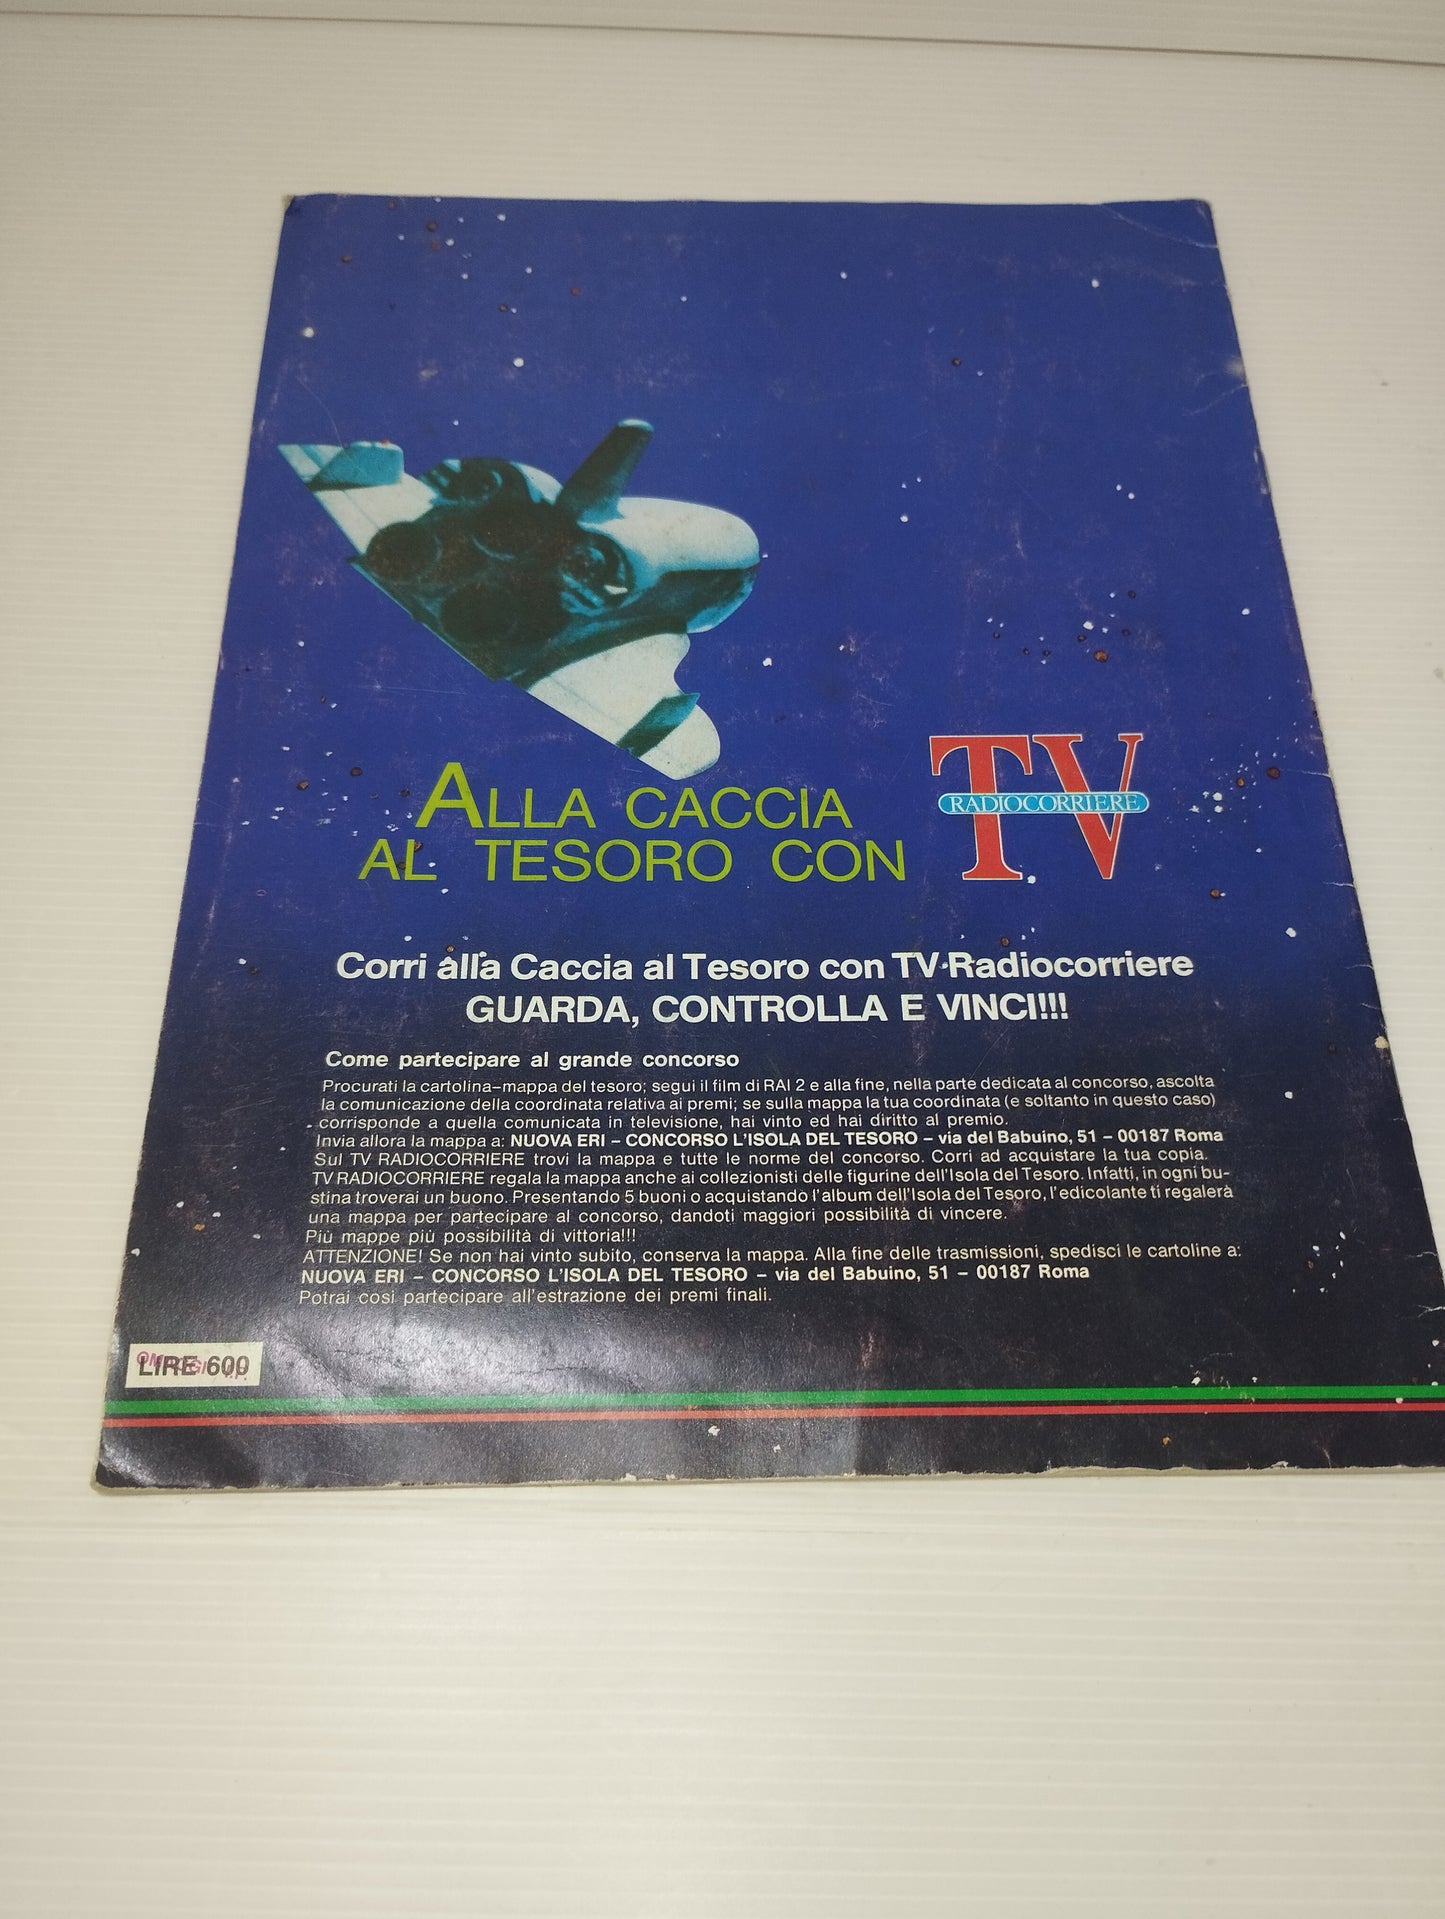 ALLA CACCIA
AL TESORO CON
TV
RADIOCORRIERE
Corri alla Caccia al Tesoro con TV-Radiocorriere
GUARDA, CONTROLLA E VINCI!!!
Come partecipare al grande concorso
Procurati la cartolina–mappa del tesoro; segui il film di RAI 2 e alla fine, nella parte dedicata al concorso, ascolta
la comunicazione della coordinata relativa ai premi; se sulla mappa la tua coordinata (e soltanto in questo caso)
corrisponde a quella comunicata in televisione, hai vinto ed hai diritto al premio.
Invia allora la mappa a: NUOVA ERI – CONCORSO L'ISOLA DEL TESORO – via del Babuino, 51 – 00187 Roma
Sul TV RADIOCORRIERE trovi la mappa e tutte le norme del concorso. Corri ad acquistare la tua copia.
TV RADIOCORRIERE regala la mappa anche ai collezionisti delle figurine dell'Isola del Tesoro. Infatti, in ogni bu-
stina troverai un buono. Presentando 5 buoni o acquistando l'album dell'Isola del Tesoro, l'edicolante ti regalerà
una mappa per partecipare al concorso, dandoti maggiori possibilità di vincere.
Più mappe più possibilità di vittoria!!!
ATTENZIONE! Se non hai vinto subito, conserva la mappa. Alla fine delle trasmissioni, spedisci le cartoline a:
NUOVA ERI – CONCORSO L'ISOLA DEL TESORO – via del Babuino, 51 – 00187 Roma
Potrai così partecipare all'estrazione dei premi finali.
LIRE 600